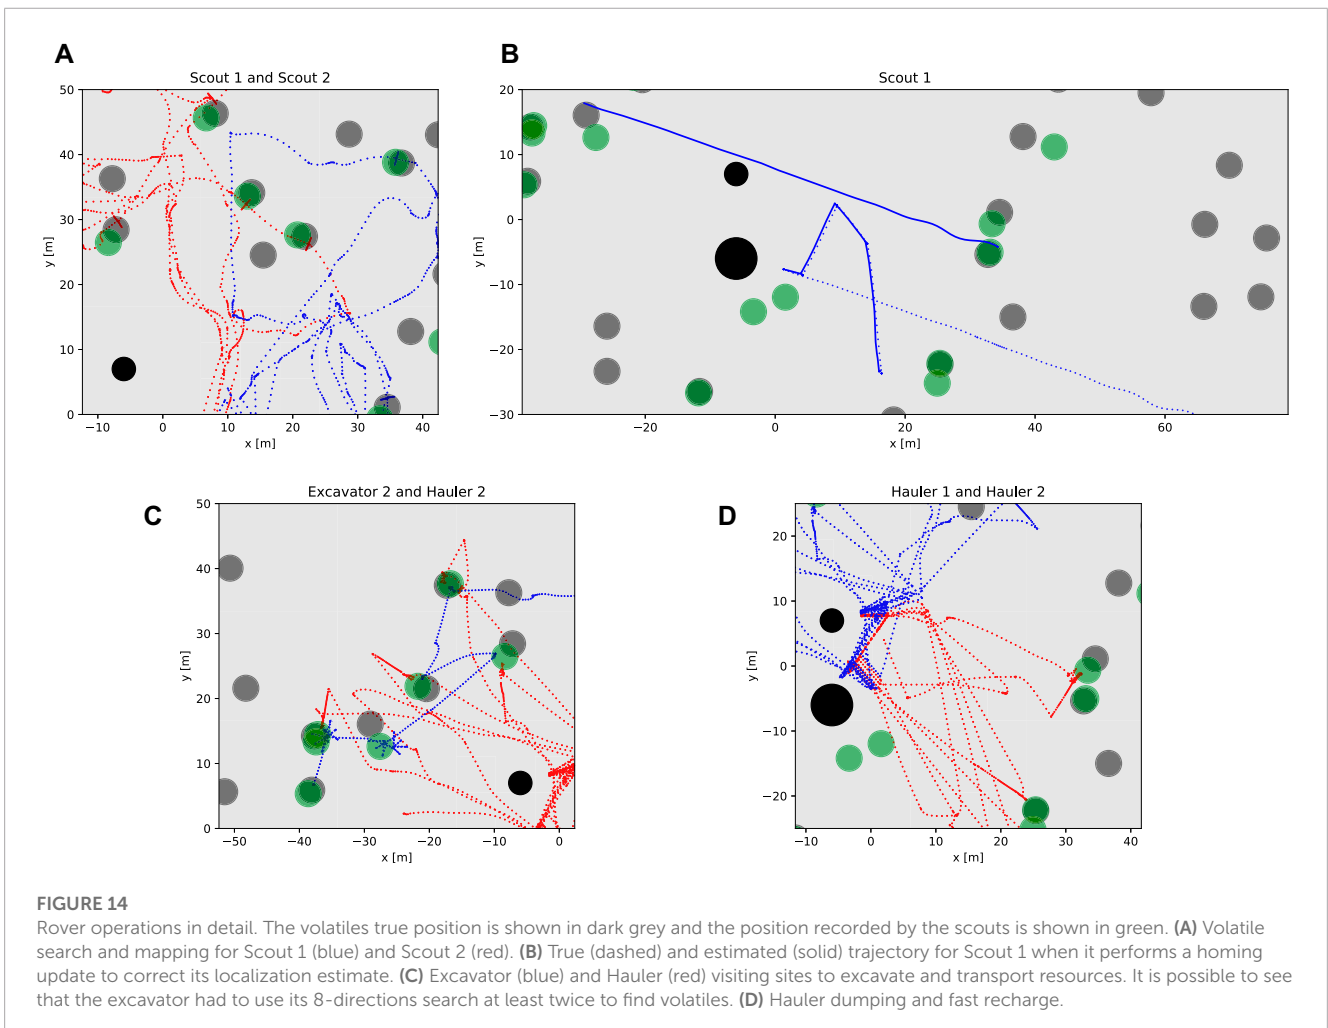 A
Scout 1 and Scout 2
50
40
30
20
10
0
y [m]
−10 0 10 20 30 40
x [m]
B
Scout 1
20
10
0
−10
−20
−30
y [m]
−20 0 20 40 60
x [m]
C
Excavator 2 and Hauler 2
50
40
30
20
10
0
y [m]
−50 −40 −30 −20 −10 0
x [m]
D
Hauler 1 and Hauler 2
20
10
0
−10
−20
y [m]
−10 0 10 20 30 40
x [m]
FIGURE 14
Rover operations in detail. The volatiles true position is shown in dark grey and the position recorded by the scouts is shown in green. (A) Volatile
search and mapping for Scout 1 (blue) and Scout 2 (red). (B) True (dashed) and estimated (solid) trajectory for Scout 1 when it performs a homing
update to correct its localization estimate. (C) Excavator (blue) and Hauler (red) visiting sites to excavate and transport resources. It is possible to see
that the excavator had to use its 8-directions search at least twice to find volatiles. (D) Hauler dumping and fast recharge.